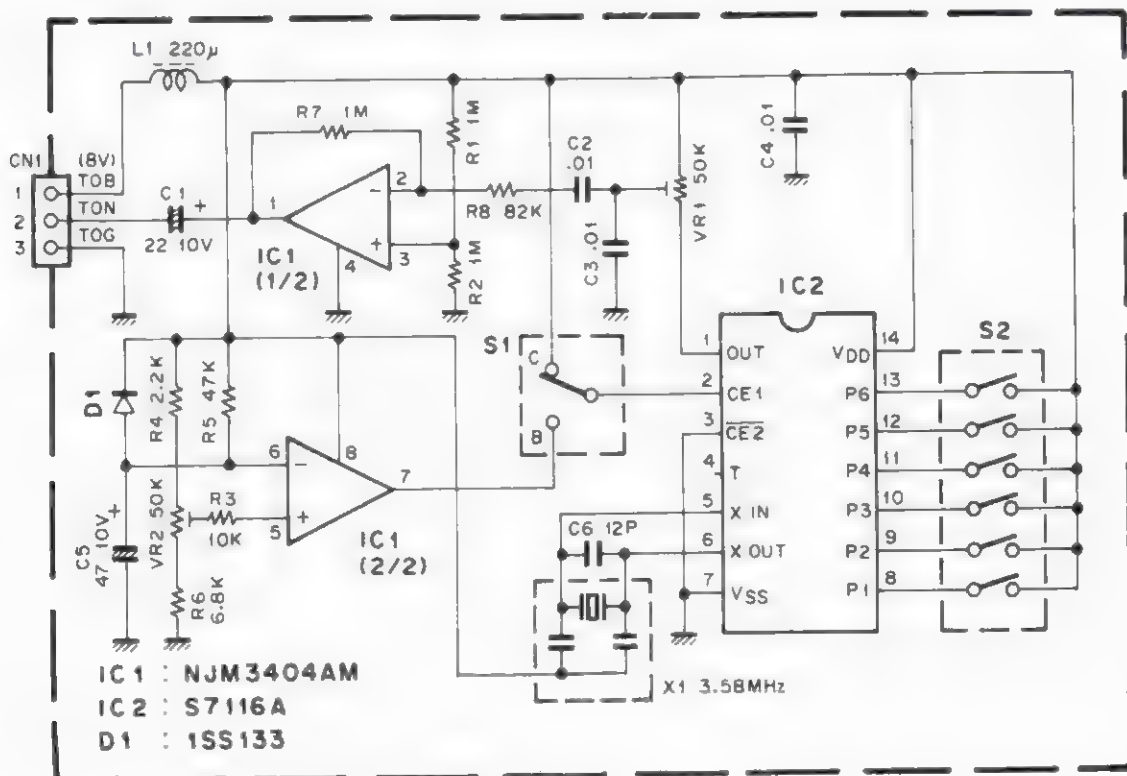 L1 220μ
R7 1M
R1 1M
C2
.01
VR1 50K
C4 .01
CN1
(8V)
1 TOB
2 TON
3 TOG
C1 +
22 10V
1
− 2
+ 3
4
IC1
(1/2)
R8 82K
R2 1M
C3 .01
IC2
S1
C
B
S2
1 OUT
2 CE1
3 CE2
4 T
5 X IN
6 X OUT
7 VSS
VDD 14
P6 13
P5 12
P4 11
P3 10
P2 9
P1 8
D1
R4 2.2K
R5 47K
6 −
5 +
8
7
IC1
(2/2)
C5
47 10V
+
VR2 50K
R3
10K
R6
6.8K
C6 12P
X1 3.58MHz
IC1 : NJM3404AM
IC2 : S7116A
D1 : 1SS133